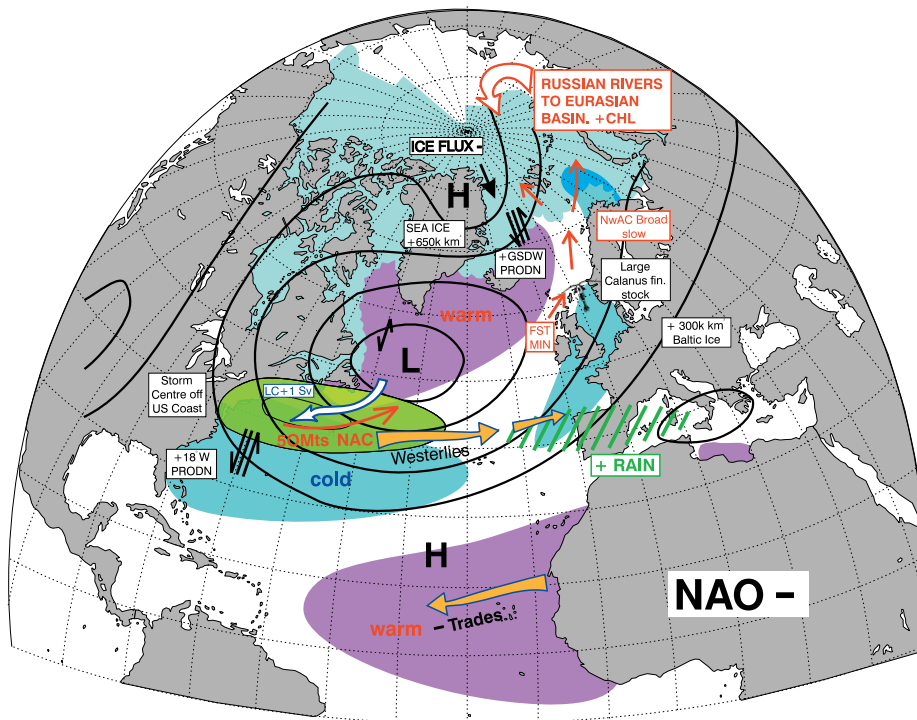 RUSSIAN RIVERS
TO EURASIAN
BASIN. +CHL
ICE FLUX -
H
SEA ICE
+650k km
NwAC Broad
slow
+GSDW
PRODN
Large
Calanus fin.
stock
warm
FST
MIN
+ 300k km
Baltic Ice
L
Storm
Centre off
US Coast
LC+1 Sv
50Mts NAC
Westerlies
+18 W
PRODN
+ RAIN
cold
H
NAO -
warm
- Trades